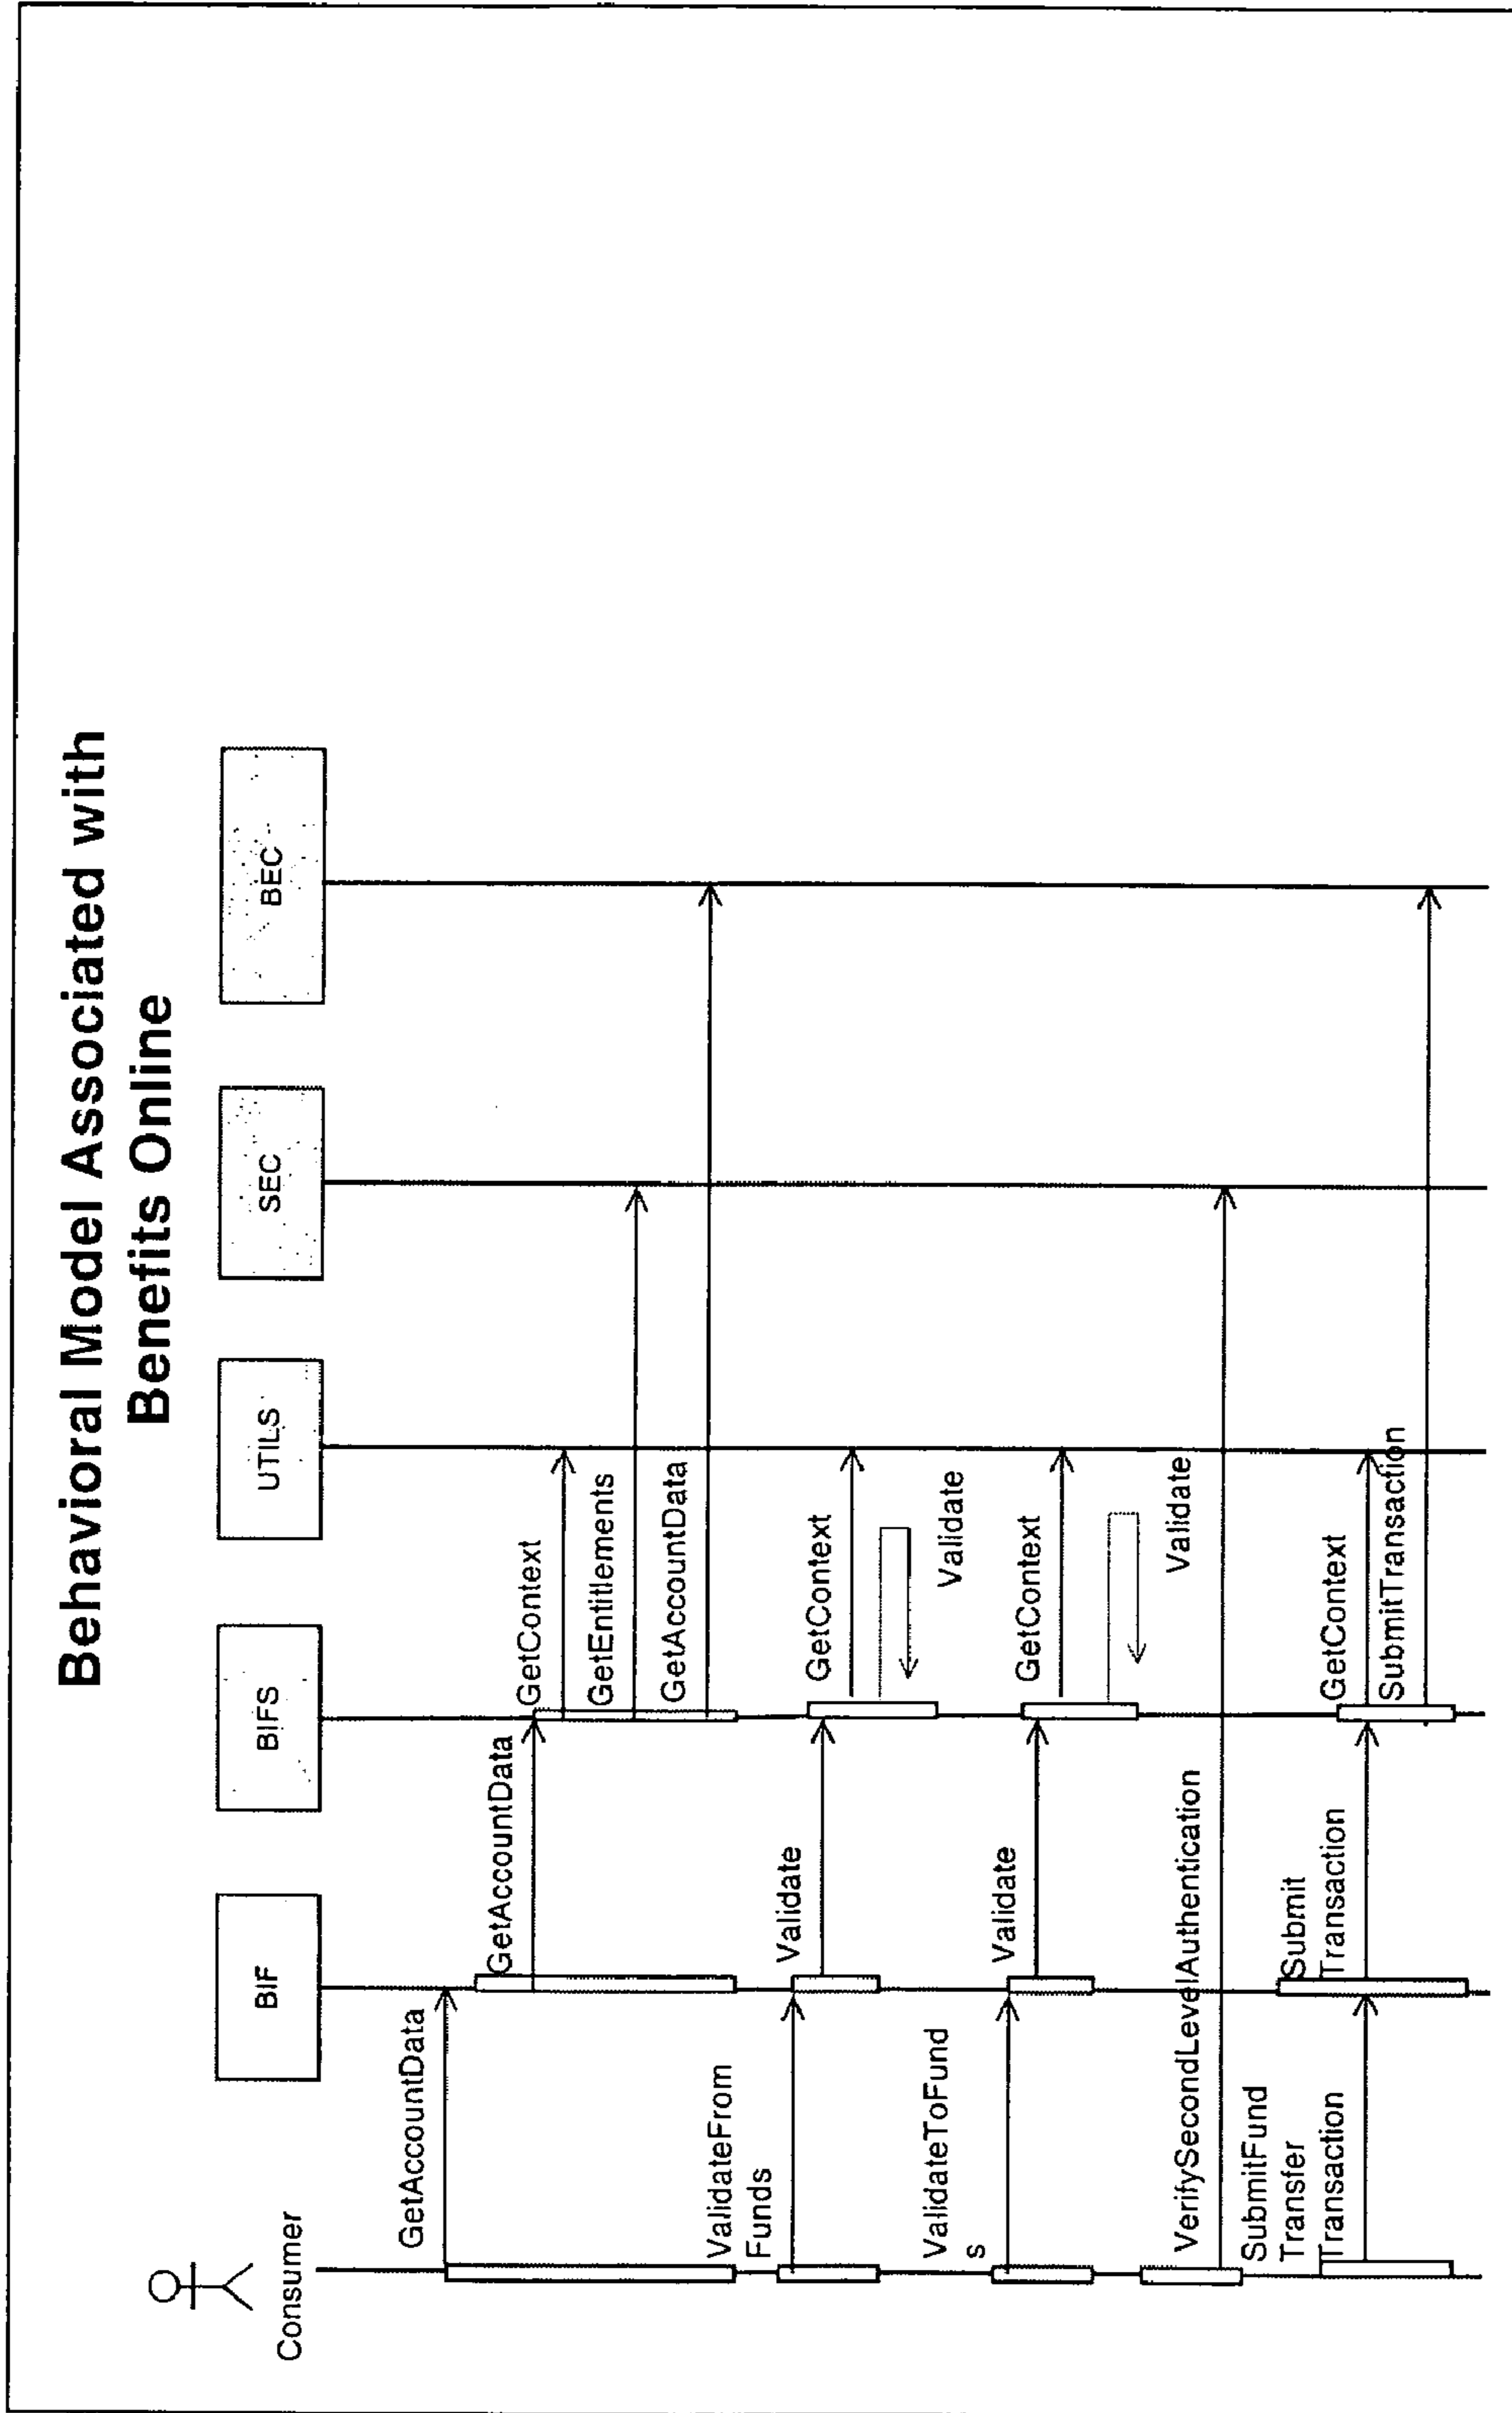 Behavioral Model Associated with
Benefits Online
Consumer
BIF
BIFS
UTILS
SEC
BEC
GetAccountData
GetAccountData
GetContext
GetEntitlements
GetAccountData
ValidateFrom
Funds
Validate
GetContext
Validate
ValidateToFund
s
Validate
GetContext
Validate
VerifySecondLevelAuthentication
SubmitFund
Transfer
Transaction
Submit
Transaction
GetContext
SubmitTransaction